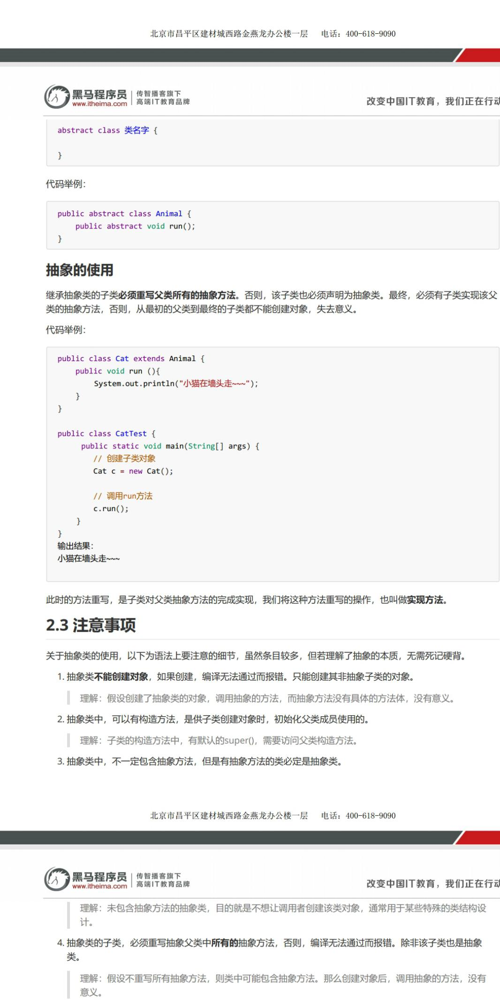 北京市昌平区建材城西路金燕龙办公楼一层 电话：400-618-9090
黑马程序员
www.itheima.com
传智播客旗下
高端IT教育品牌
改变中国IT教育，我们正在行动
abstract class 类名字 {
}
代码举例：
public abstract class Animal {
public abstract void run();
}
抽象的使用
继承抽象类的子类必须重写父类所有的抽象方法。否则，该子类也必须声明为抽象类。最终，必须有子类实现该父
类的抽象方法，否则，从最初的父类到最终的子类都不能创建对象，失去意义。
代码举例：
public class Cat extends Animal {
public void run (){
System.out.println("小猫在墙头走~~~");
}
}
public class CatTest {
public static void main(String[] args) {
// 创建子类对象
Cat c = new Cat();
// 调用run方法
c.run();
}
}
输出结果：
小猫在墙头走~~~
此时的方法重写，是子类对父类抽象方法的完成实现，我们将这种方法重写的操作，也叫做实现方法。
2.3 注意事项
关于抽象类的使用，以下为语法上要注意的细节，虽然条目较多，但若理解了抽象的本质，无需死记硬背。
1. 抽象类不能创建对象，如果创建，编译无法通过而报错。只能创建其非抽象子类的对象。
理解：假设创建了抽象类的对象，调用抽象的方法，而抽象方法没有具体的方法体，没有意义。
2. 抽象类中，可以有构造方法，是供子类创建对象时，初始化父类成员使用的。
理解：子类的构造方法中，有默认的super()，需要访问父类构造方法。
3. 抽象类中，不一定包含抽象方法，但是有抽象方法的类必定是抽象类。
北京市昌平区建材城西路金燕龙办公楼一层 电话：400-618-9090
黑马程序员
www.itheima.com
传智播客旗下
高端IT教育品牌
改变中国IT教育，我们正在行动
理解：未包含抽象方法的抽象类，目的就是不想让调用者创建该类对象，通常用于某些特殊的类结构设
计。
4. 抽象类的子类，必须重写抽象父类中所有的抽象方法，否则，编译无法通过而报错。除非该子类也是抽象
类。
理解：假设不重写所有抽象方法，则类中可能包含抽象方法。那么创建对象后，调用抽象的方法，没有
意义。